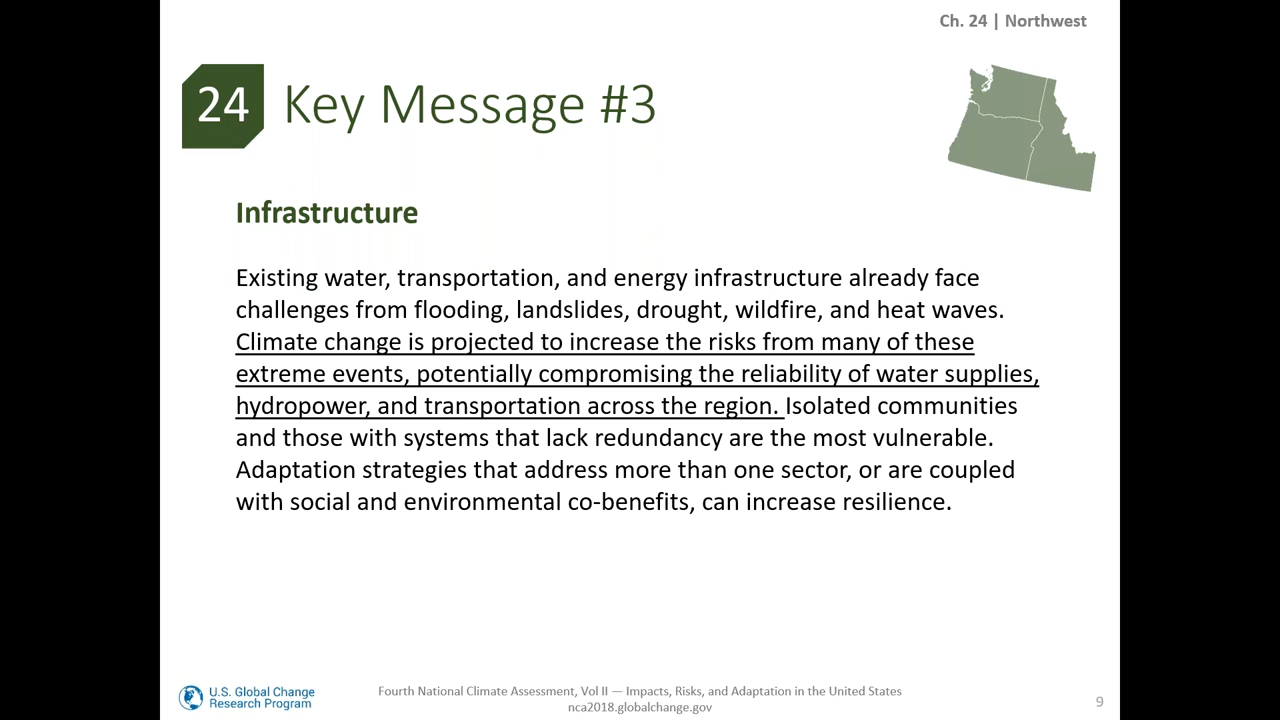 Ch. 24 | Northwest
24 Key Message #3
Infrastructure
Existing water, transportation, and energy infrastructure already face
challenges from flooding, landslides, drought, wildfire, and heat waves.
Climate change is projected to increase the risks from many of these
extreme events, potentially compromising the reliability of water supplies,
hydropower, and transportation across the region. Isolated communities
and those with systems that lack redundancy are the most vulnerable.
Adaptation strategies that address more than one sector, or are coupled
with social and environmental co-benefits, can increase resilience.
U.S. Global Change
Research Program
Fourth National Climate Assessment, Vol II — Impacts, Risks, and Adaptation in the United States
nca2018.globalchange.gov
9